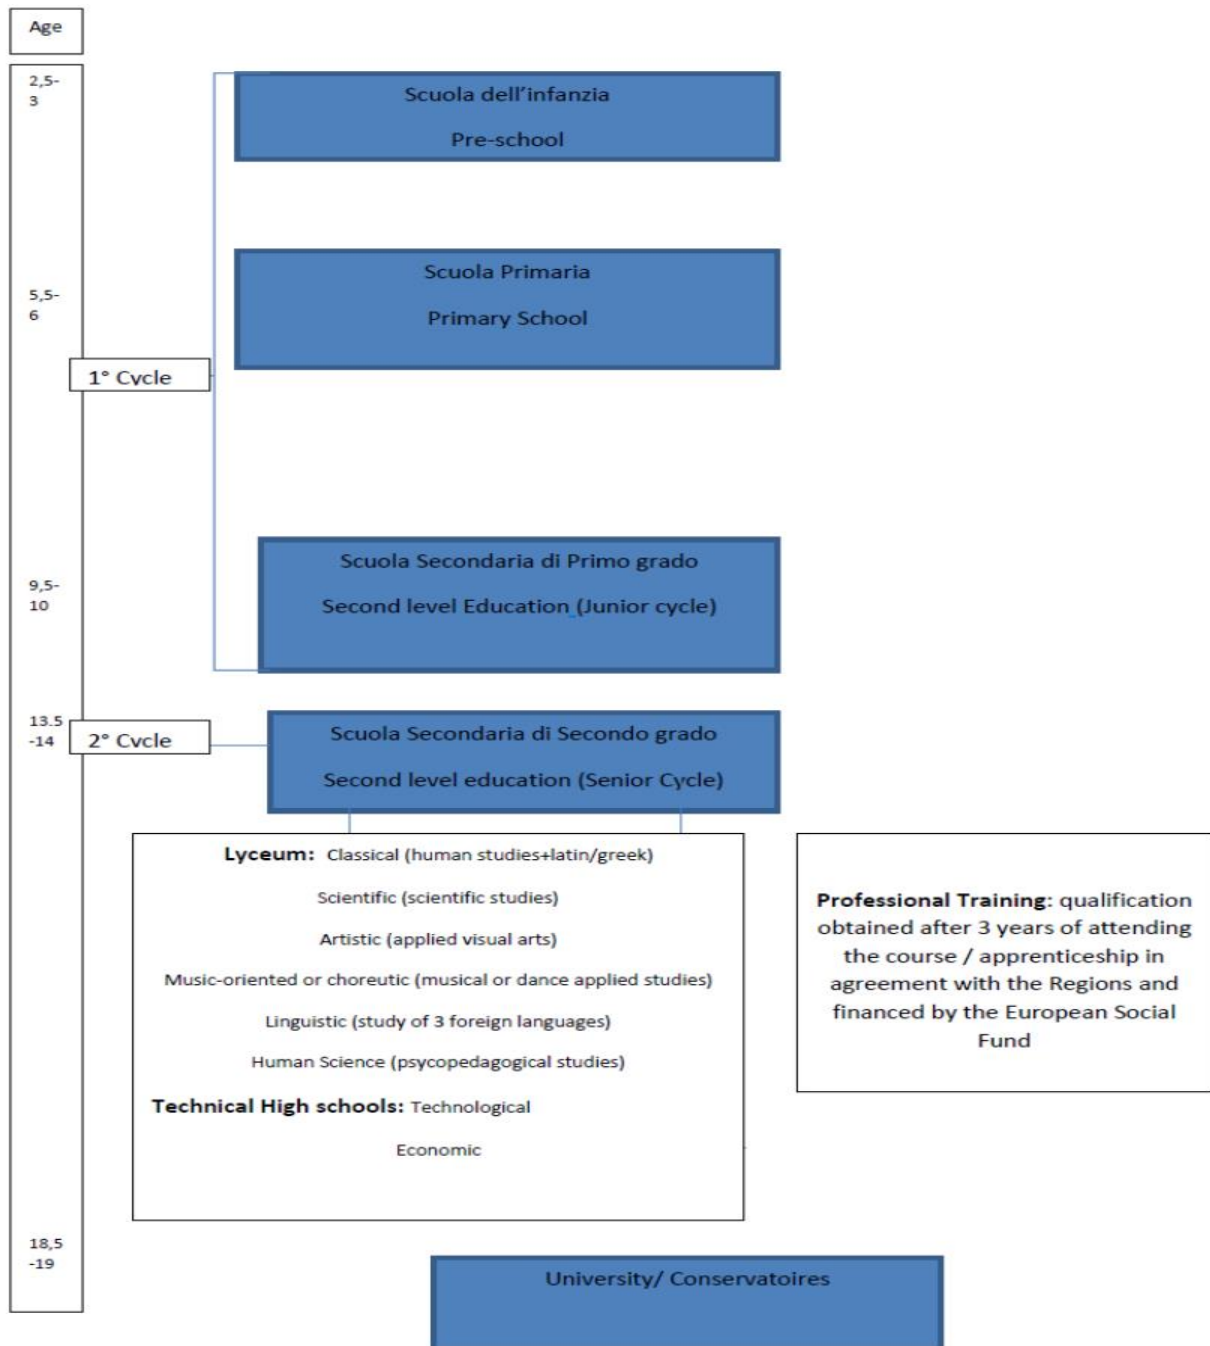 Age
2,5-
3
Scuola dell'infanzia
Pre-school
Scuola Primaria
5,5-
6
Primary School
1° Cycle
Scuola Secondaria di Primo grado
9,5-
10
Second level Education (Junior cycle)
13.5
-14
2° Cycle
Scuola Secondaria di Secondo grado
Second level education (Senior Cycle)
Lyceum: Classical (human studies+latin/greek)
Scientific (scientific studies)
Artistic (applied visual arts)
Music-oriented or choreutic (musical or dance applied studies)
Linguistic (study of 3 foreign languages)
Human Science (psycopedagogical studies)
Technical High schools: Technological
Economic
Professional Training: qualification
obtained after 3 years of attending
the course / apprenticeship in
agreement with the Regions and
financed by the European Social
Fund
18,5
-19
University/ Conservatoires